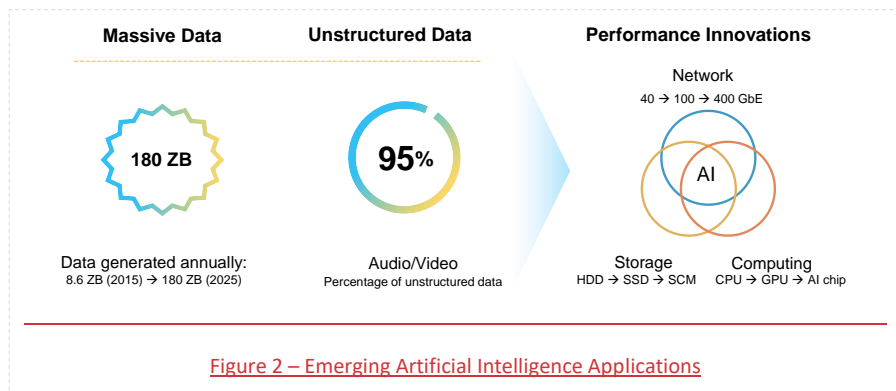 Massive Data
Unstructured Data
Performance Innovations
180 ZB
Data generated annually:
8.6 ZB (2015) → 180 ZB (2025)
95%
Audio/Video
Percentage of unstructured data
Network
40 → 100 → 400 GbE
AI
Storage
HDD → SSD → SCM
Computing
CPU → GPU → AI chip
Figure 2 – Emerging Artificial Intelligence Applications